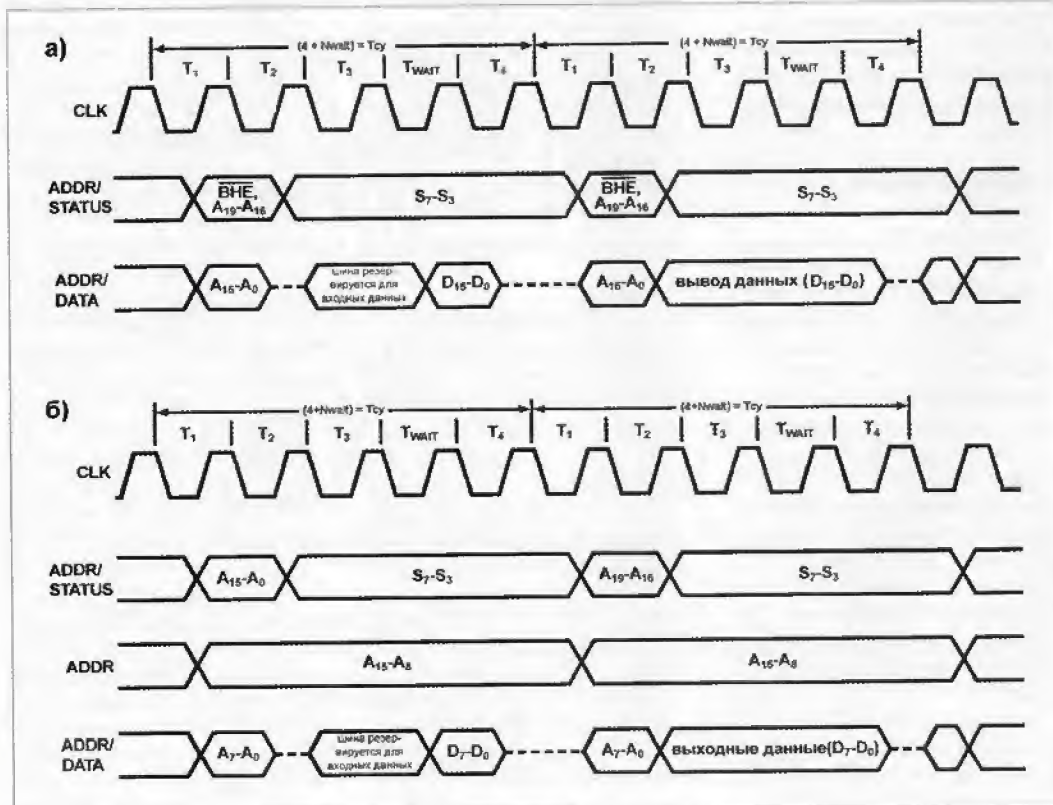 а)
(4 + Nwait) = Tcy
(4 + Nwait) = Tcy
T1 T2 T3 TWAIT T4 T1 T2 T3 TWAIT T4
CLK
ADDR/
STATUS
BHE,
A19-A16
S7-S3
BHE,
A19-A16
S7-S3
ADDR/
DATA
A15-A0
шина резер-
вируется для
входных данных
D15-D0
A15-A0
вывод данных (D15-D0)
б)
(4+Nwait) = Tcy
(4+Nwait) = Tcy
T1 T2 T3 TWAIT T4 T1 T2 T3 TWAIT T4
CLK
ADDR/
STATUS
A15-A0
S7-S3
A19-A16
S7-S3
ADDR
A15-A8
A15-A8
ADDR/
DATA
A7-A0
шина резер-
вируется для
входных данных
D7-D0
A7-A0
выходные данные(D7-D0)